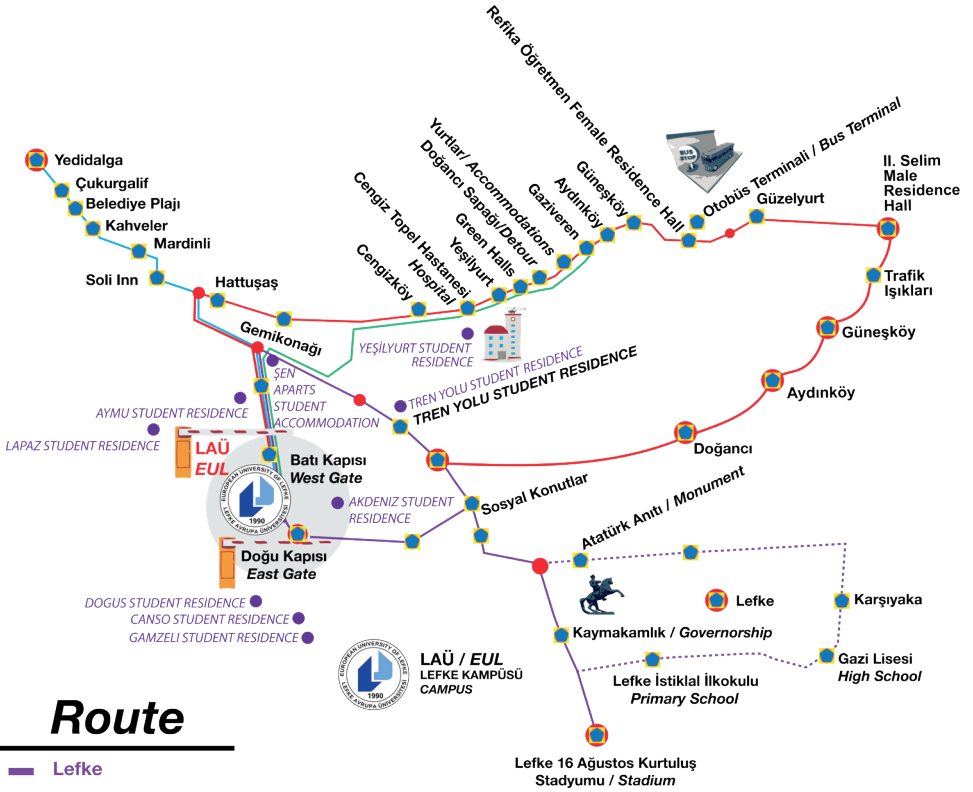 Refika Öğretmen Female Residence Hall
Otobüs Terminali / Bus Terminal
BUS
STOP
Yurtlar/ Accommodations
Doğancı Sapağı/Detour
Güneşköy
Aydınköy
Gaziveren
Green Halls
Yeşilyurt
Cengiz Topel Hastanesi
Hospital
Cengizköy
Güzelyurt
II. Selim
Male
Residence
Hall
Yedidalga
Çukurgalif
Belediye Plajı
Kahveler
Mardinli
Soli Inn
Hattuşaş
Gemikonağı
Trafik
Işıkları
Güneşköy
Aydınköy
Doğancı
YEŞİLYURT STUDENT
RESIDENCE
ŞEN
APARTS
STUDENT
ACCOMMODATION
TREN YOLU STUDENT RESIDENCE
TREN YOLU STUDENT RESIDENCE
AYMU STUDENT RESIDENCE
LAPAZ STUDENT RESIDENCE
LAÜ
EUL
Batı Kapısı
West Gate
EUROPEAN UNIVERSITY OF LEFKE
LEFKE AVRUPA ÜNİVERSİTESİ
1990
AKDENIZ STUDENT
RESIDENCE
Sosyal Konutlar
Doğu Kapısı
East Gate
Atatürk Anıtı / Monument
DOGUS STUDENT RESIDENCE
CANSO STUDENT RESIDENCE
GAMZELI STUDENT RESIDENCE
Lefke
Karşıyaka
Kaymakamlık / Governorship
Gazi Lisesi
High School
Lefke İstiklal İlkokulu
Primary School
EUROPEAN UNIVERSITY OF LEFKE
LEFKE AVRUPA ÜNİVERSİTESİ
1990
LAÜ / EUL
LEFKE KAMPÜSÜ
CAMPUS
Lefke 16 Ağustos Kurtuluş
Stadyumu / Stadium
Route
Lefke